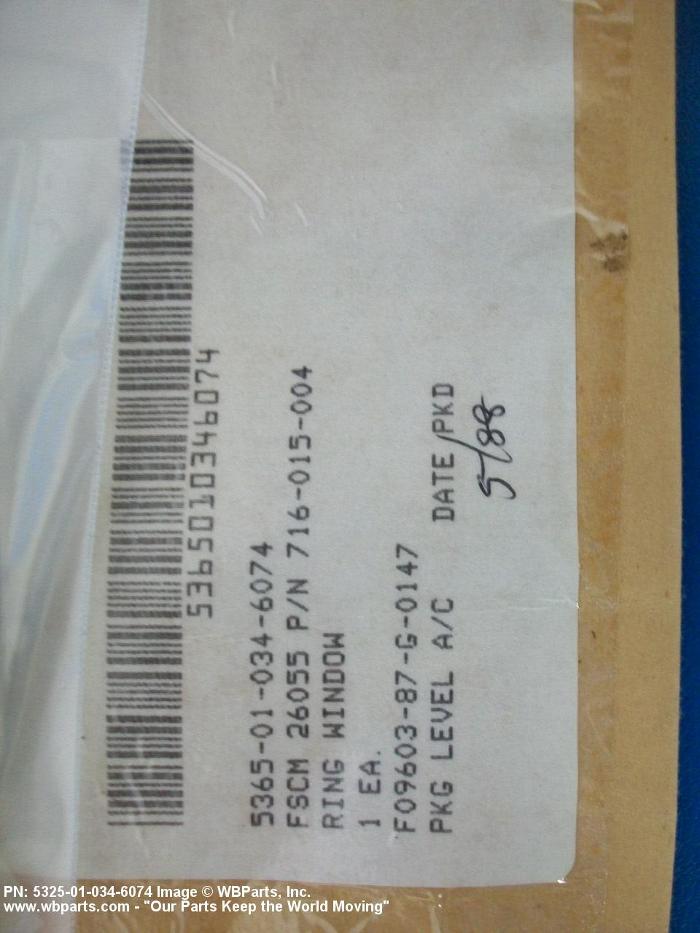 5365010346074
5365-01-034-6074
FSCM 26055 P/N 716-015-004
RING WINDOW
1 EA.
F09603-87-G-0147
PKG LEVEL A/C DATE PKD
5/88
PN: 5325-01-034-6074 Image © WBParts, Inc.
www.wbparts.com - "Our Parts Keep the World Moving"